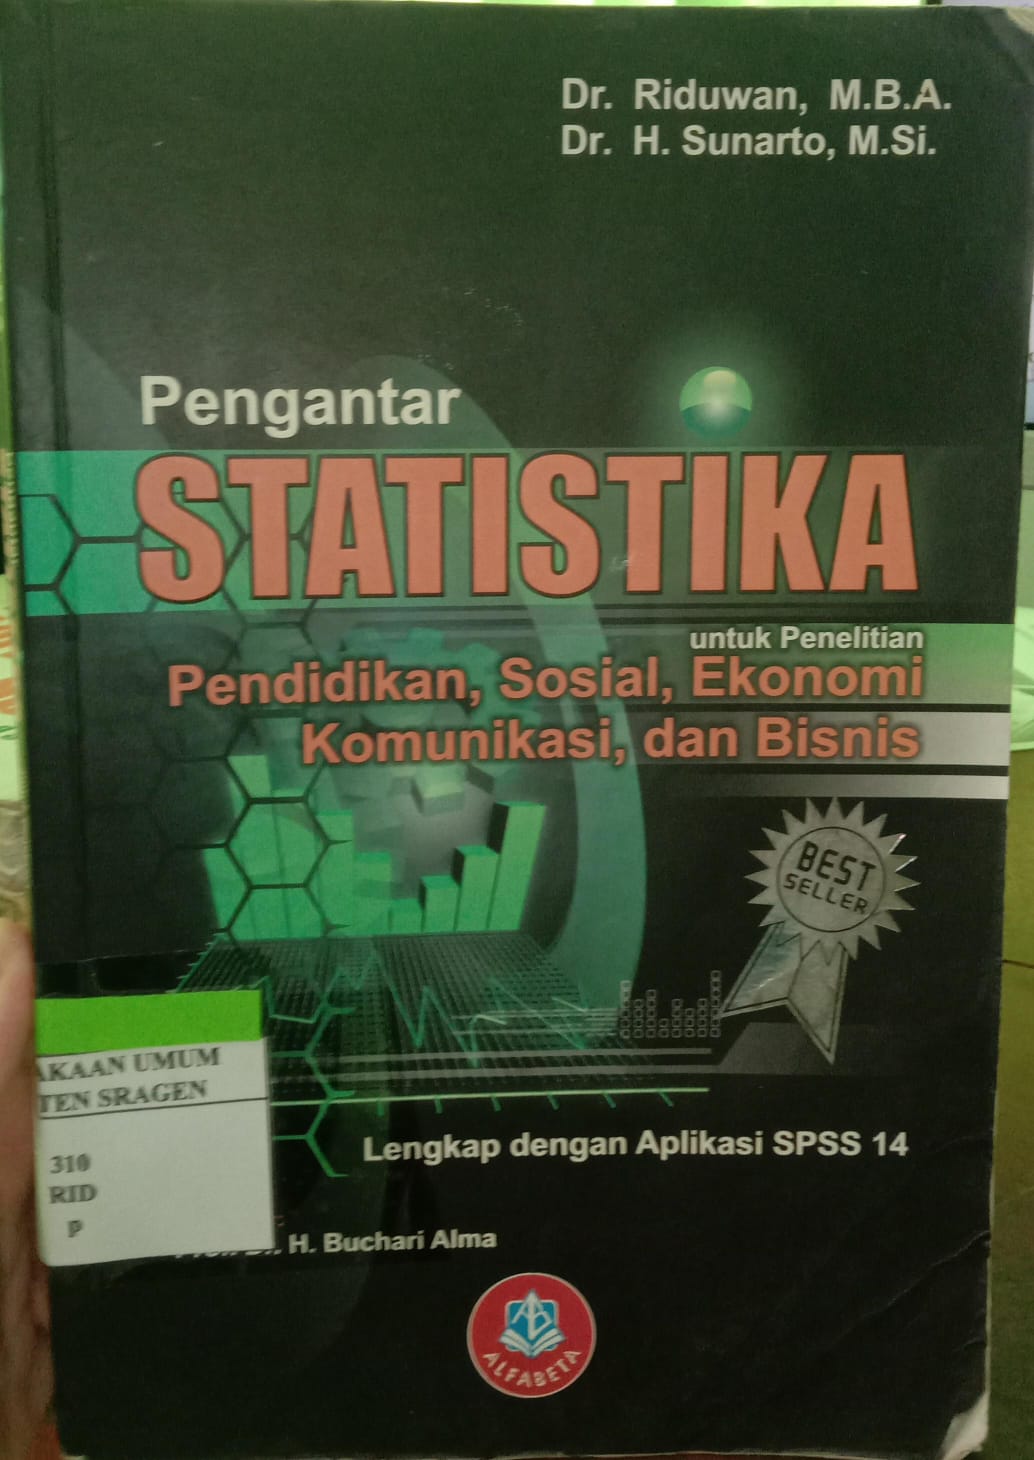 Dr. Riduwan, M.B.A.
Dr. H. Sunarto, M.Si.
Pengantar
STATISTIKA
untuk Penelitian
Pendidikan, Sosial, Ekonomi
Komunikasi, dan Bisnis
BEST
SELLER
AKAAN UMUM
TEN SRAGEN
310
RID
p
Lengkap dengan Aplikasi SPSS 14
H. Buchari Alma
ALFABETA